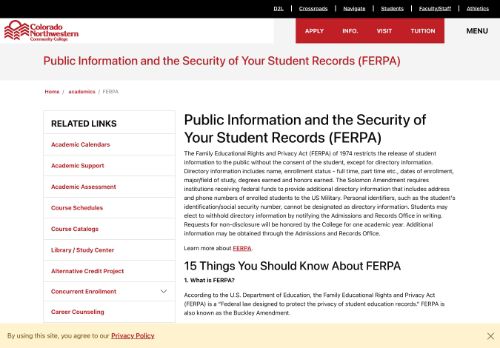 D2L Crossroads Navigate Students Faculty/Staff Athletics
Colorado
Northwestern
Community College
APPLY INFO. VISIT TUITION MENU
Public Information and the Security of Your Student Records (FERPA)
Home / academics / FERPA
RELATED LINKS
Academic Calendars
Academic Support
Academic Assessment
Course Schedules
Course Catalogs
Library / Study Center
Alternative Credit Project
Concurrent Enrollment
Career Counseling
Public Information and the Security of
Your Student Records (FERPA)
The Family Educational Rights and Privacy Act (FERPA) of 1974 restricts the release of student
information to the public without the consent of the student, except for directory information.
Directory information includes name, enrollment status - full time, part time etc., dates of enrollment,
major/field of study, degrees earned and honors earned. The Solomon Amendment requires
institutions receiving federal funds to provide additional directory information that includes address
and phone numbers of enrolled students to the US Military. Personal identifiers, such as the student's
identification/social security number, cannot be designated as directory information. Students may
elect to withhold directory information by notifying the Admissions and Records Office in writing.
Requests for non-disclosure will be honored by the College for one academic year. Additional
information may be obtained through the Admissions and Records Office.
Learn more about FERPA.
15 Things You Should Know About FERPA
1. What is FERPA?
According to the U.S. Department of Education, the Family Educational Rights and Privacy Act
(FERPA) is a "Federal law designed to protect the privacy of student education records." FERPA is
also known as the Buckley Amendment.
By using this site, you agree to our Privacy Policy